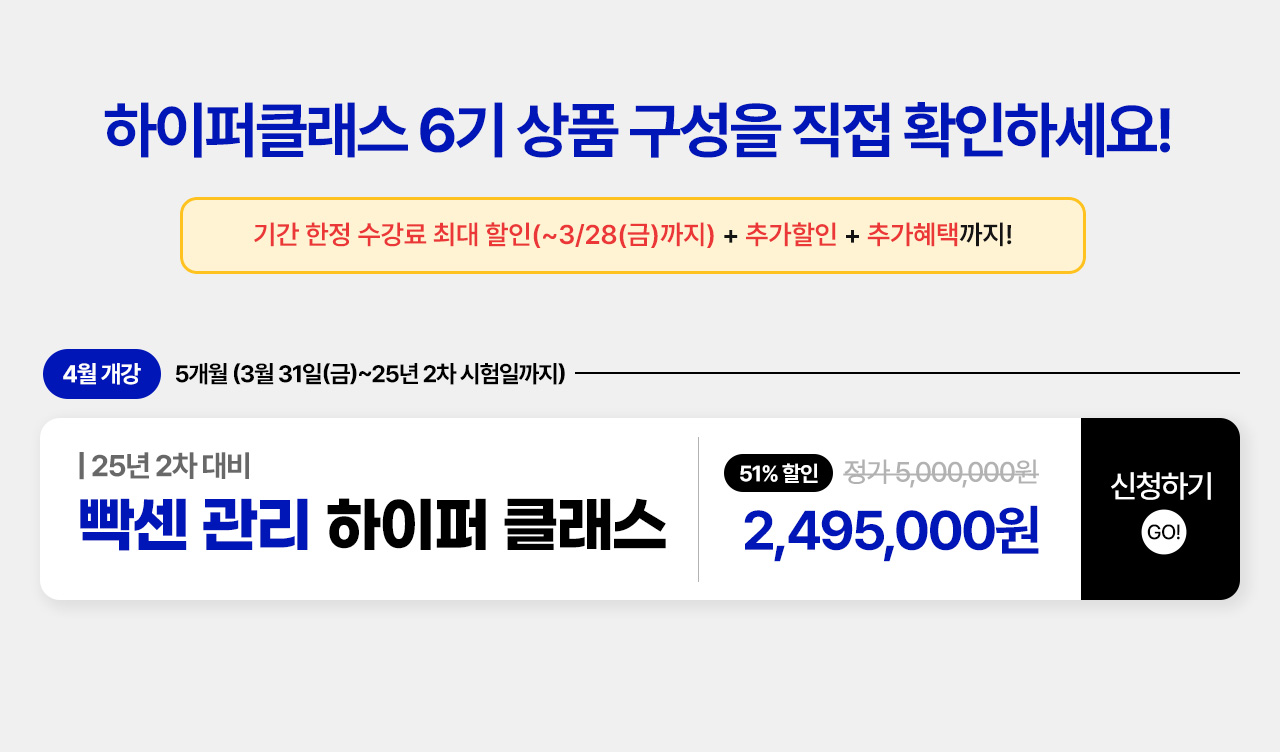 하이퍼클래스 6기 상품 구성을 직접 확인하세요!
기간 한정 수강료 최대 할인(~3/28(금)까지) + 추가할인 + 추가혜택까지!
4월 개강 5개월 (3월 31일(금)~25년 2차 시험일까지)
| 25년 2차 대비
빡센 관리 하이퍼 클래스
51% 할인 정가 5,000,000원
2,495,000원
신청하기
GO!